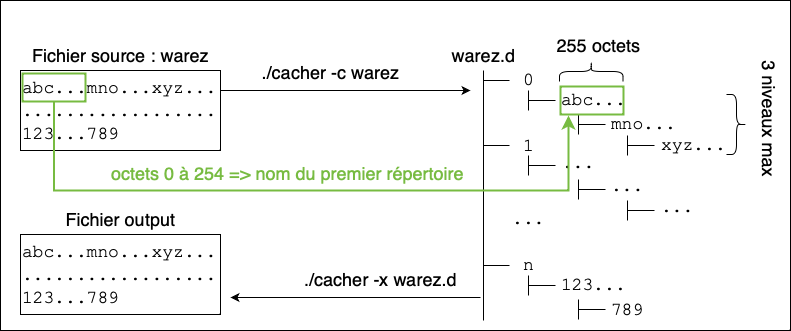 Fichier source : warez
abc...mno...xyz...
...................
123...789
./cacher -c warez
warez.d
255 octets
0
abc...
mno...
xyz...
3 niveaux max
1
...
...
...
octets 0 à 254 => nom du premier répertoire
...
n
123...
789
Fichier output
abc...mno...xyz...
...................
123...789
./cacher -x warez.d